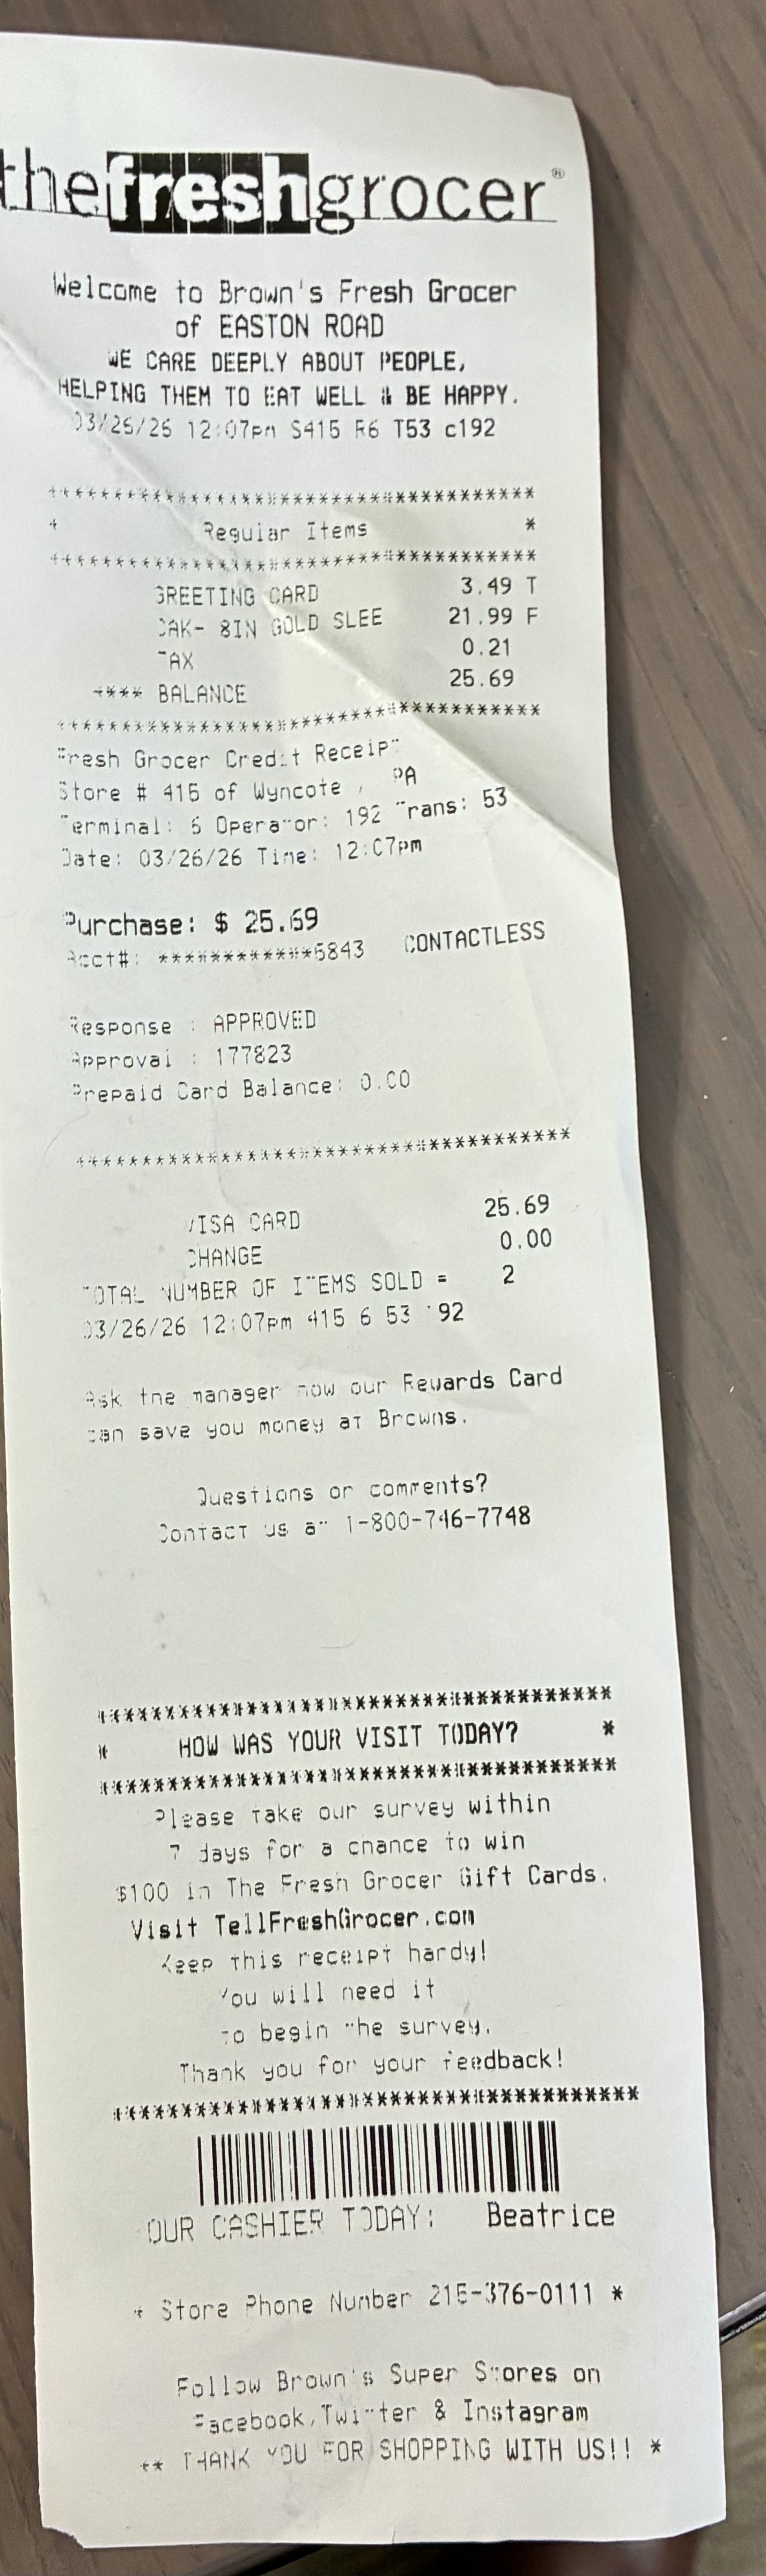 thefreshgrocer®
Welcome to Brown's Fresh Grocer
of EASTON ROAD
WE CARE DEEPLY ABOUT PEOPLE,
HELPING THEM TO EAT WELL & BE HAPPY.
03/26/26 12:07pm S415 R6 T53 c192
************************************
* Regular Items *
************************************
GREETING CARD 3.49 T
OAK- 8IN GOLD SLEE 21.99 F
TAX 0.21
**** BALANCE 25.69
************************************
Fresh Grocer Credit Receipt
Store # 415 of Wyncote , PA
Terminal: 6 Operator: 192 Trans: 53
Date: 03/26/26 Time: 12:07pm
Purchase: $ 25.69
Acct#: ************5843 CONTACTLESS
Response : APPROVED
Approval : 177823
Prepaid Card Balance: 0.00
************************************
VISA CARD 25.69
CHANGE 0.00
TOTAL NUMBER OF ITEMS SOLD = 2
03/26/26 12:07pm 415 6 53 192
Ask the manager how our Rewards Card
can save you money at Browns.
Questions or comments?
Contact us at 1-800-746-7748
************************************
* HOW WAS YOUR VISIT TODAY? *
************************************
Please take our survey within
7 days for a chance to win
$100 in The Fresh Grocer Gift Cards.
Visit TellFreshGrocer.com
Keep this receipt handy!
You will need it
to begin the survey.
Thank you for your feedback!
************************************
OUR CASHIER TODAY: Beatrice
* Store Phone Number 215-376-0111 *
Follow Brown's Super Stores on
Facebook,Twitter & Instagram
** THANK YOU FOR SHOPPING WITH US!! *